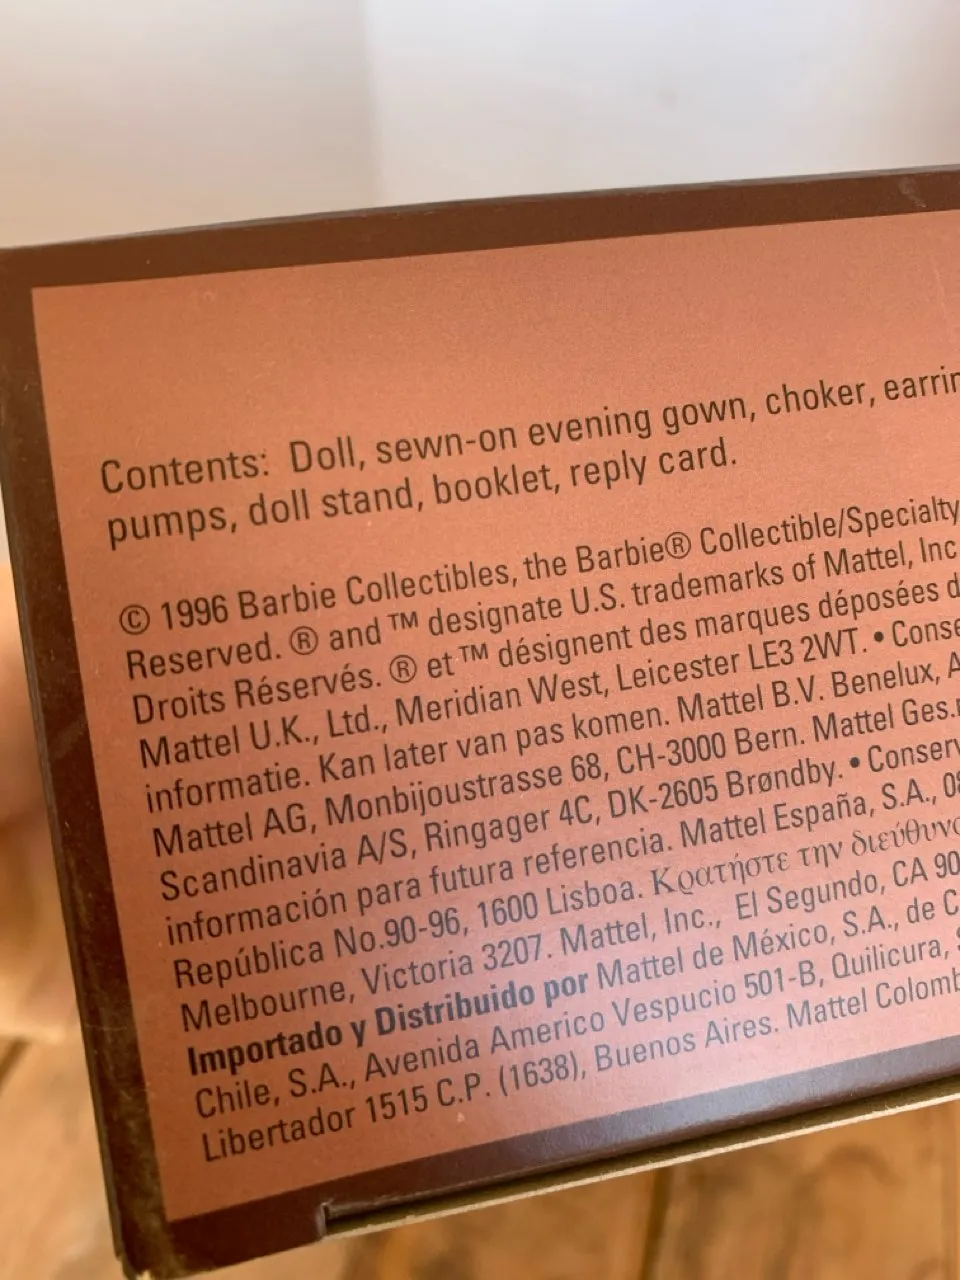 Contents: Doll, sewn-on evening gown, choker, earrin
pumps, doll stand, booklet, reply card.
© 1996 Barbie Collectibles, the Barbie® Collectible/Specialty
Reserved. ® and ™ designate U.S. trademarks of Mattel, Inc
Droits Réservés. ® et ™ désignent des marques déposées d
Mattel U.K., Ltd., Meridian West, Leicester LE3 2WT. • Conse
informatie. Kan later van pas komen. Mattel B.V. Benelux, A
Mattel AG, Monbijoustrasse 68, CH-3000 Bern. Mattel Ges.
Scandinavia A/S, Ringager 4C, DK-2605 Brøndby. • Conserv
información para futura referencia. Mattel España, S.A., 08
República No.90-96, 1600 Lisboa. Κρατήστε την διεύθυνσ
Melbourne, Victoria 3207. Mattel, Inc., El Segundo, CA 90
Importado y Distribuido por Mattel de México, S.A., de C
Chile, S.A., Avenida Americo Vespucio 501-B, Quilicura, S
Libertador 1515 C.P. (1638), Buenos Aires. Mattel Colomb